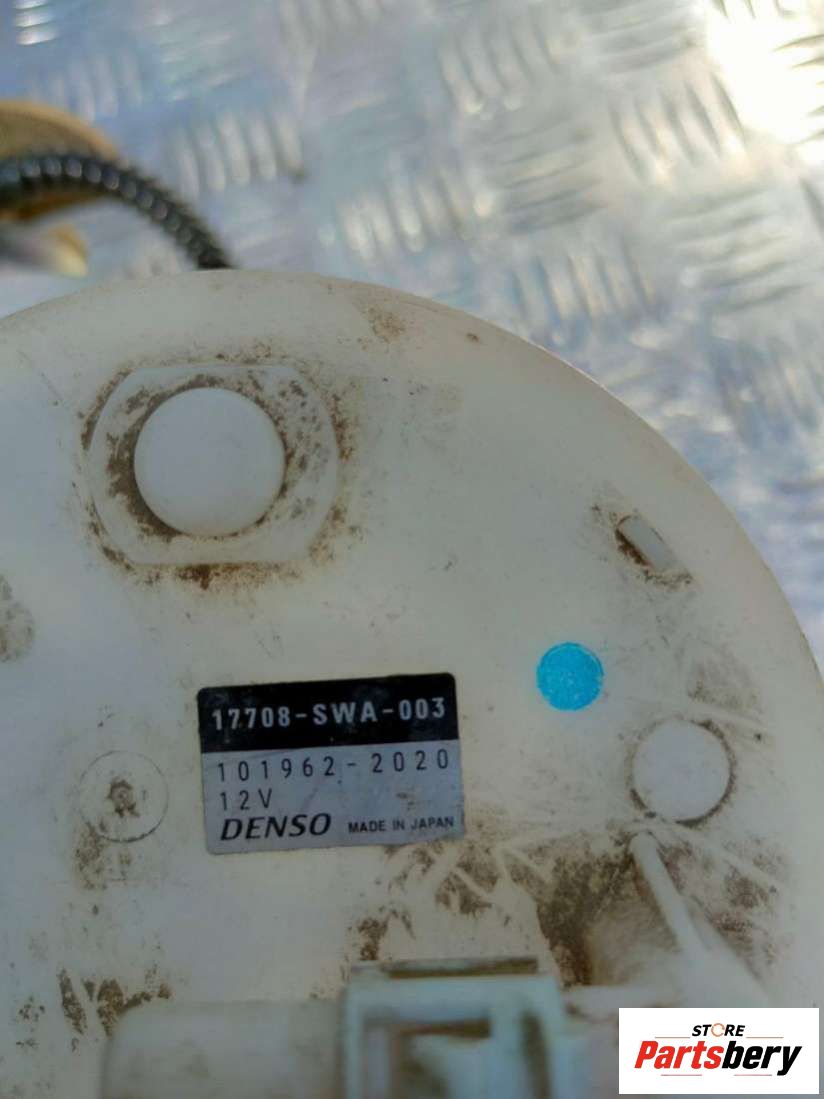 17708-SWA-003
101962-2020
12V
DENSO MADE IN JAPAN
STORE
Partsbery